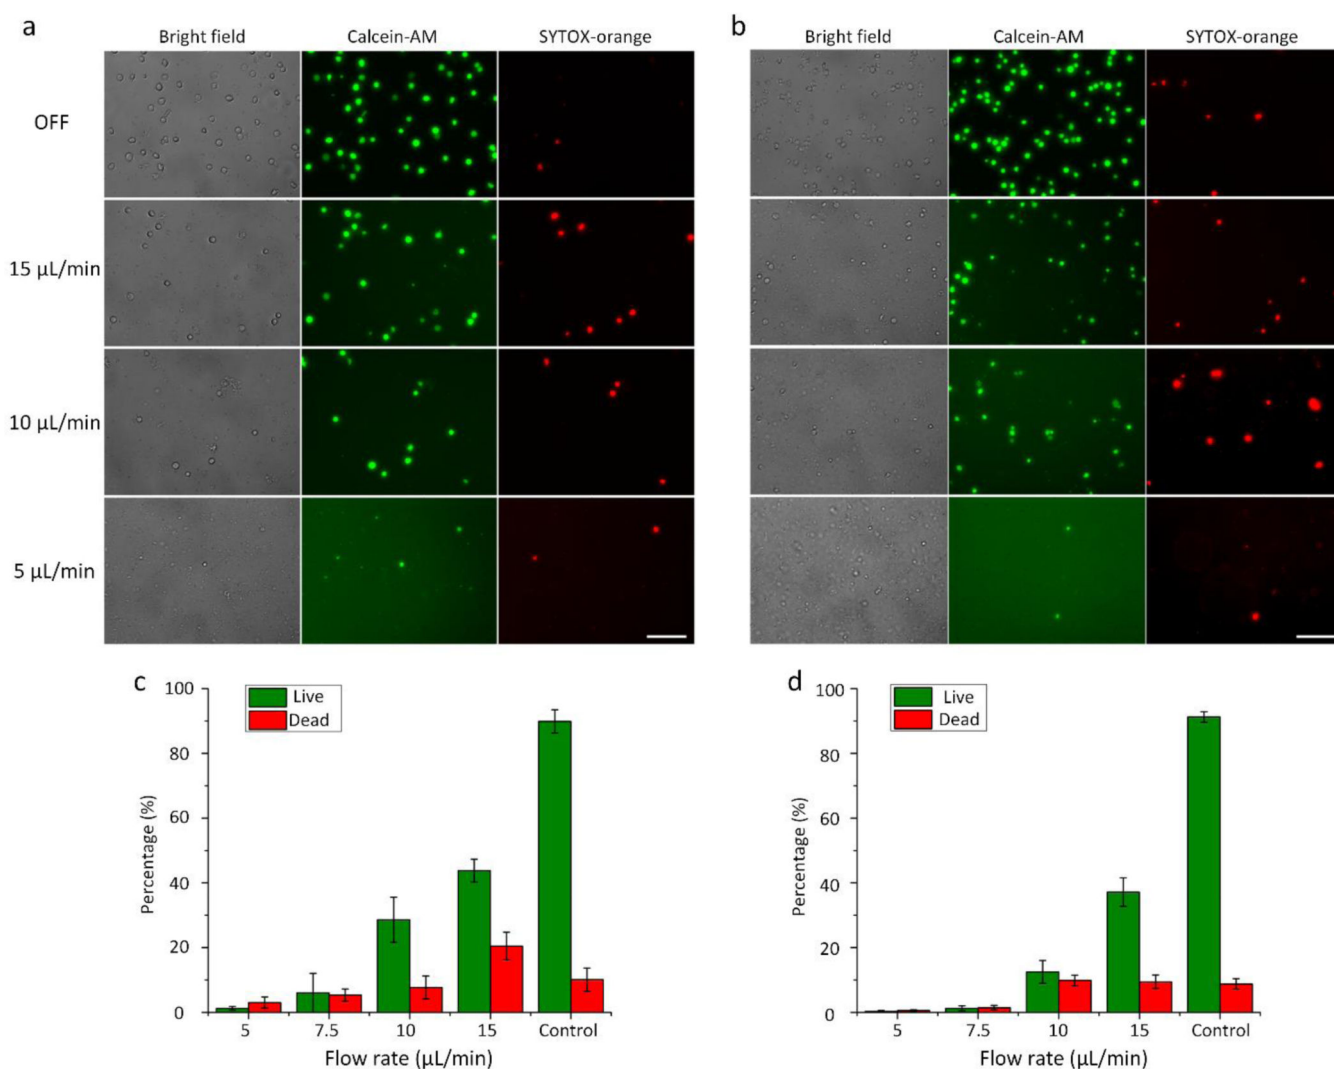 a
Bright field Calcein-AM SYTOX-orange
b
Bright field Calcein-AM SYTOX-orange
OFF
15 μL/min
10 μL/min
5 μL/min
c
100
80
60
40
20
0
Percentage (%)
Live
Dead
5 7.5 10 15 Control
Flow rate (μL/min)
d
100
80
60
40
20
0
Percentage (%)
Live
Dead
5 7.5 10 15 Control
Flow rate (μL/min)